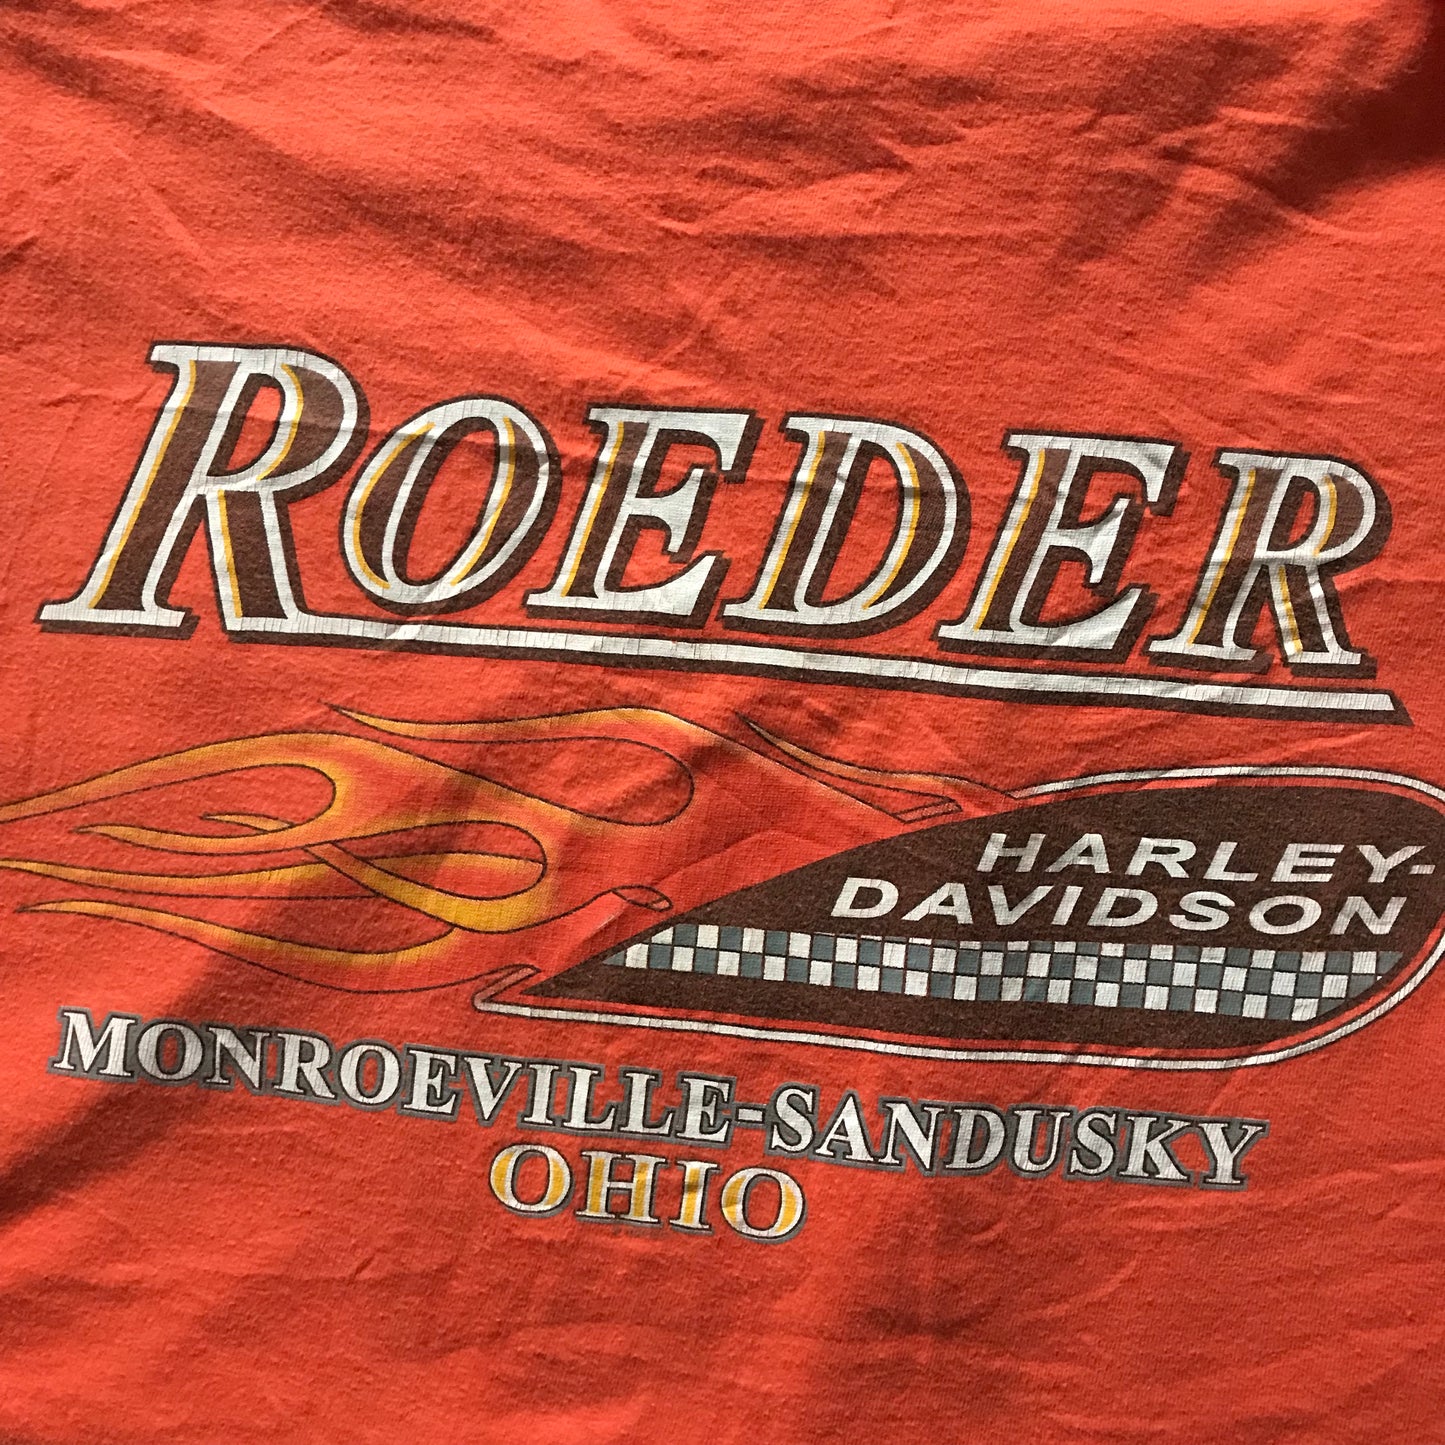 ROEDER
HARLEY-
DAVIDSON
MONROEVILLE-SANDUSKY
OHIO